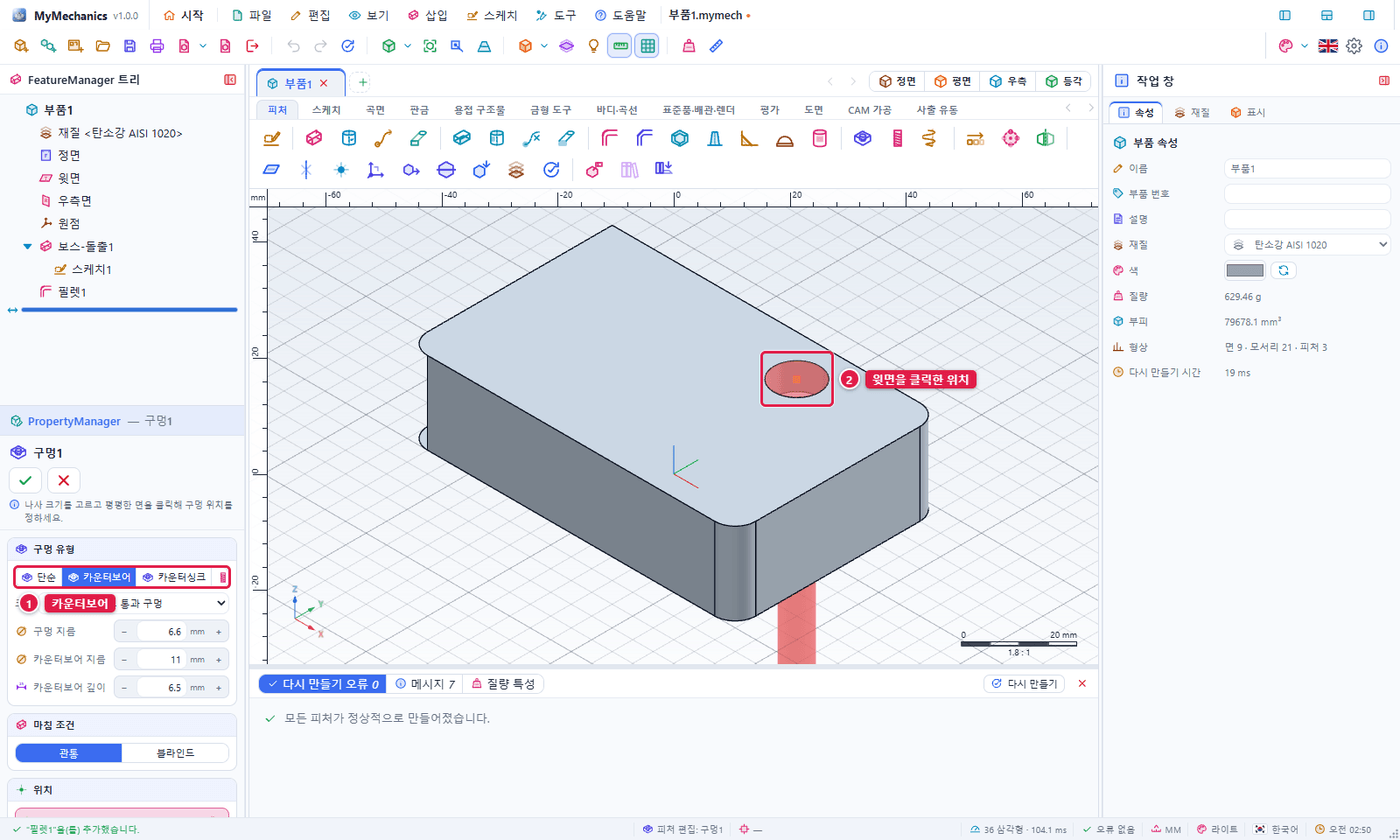 MyMechanics v1.0.0 시작 파일 편집 보기 삽입 스케치 도구 도움말 부품1.mymech
FeatureManager 트리
부품1
재질 <탄소강 AISI 1020>
정면
윗면
우측면
원점
보스-돌출1
스케치1
필렛1
PropertyManager — 구멍1
구멍1
나사 크기를 고르고 평평한 면을 클릭해 구멍 위치를
정하세요.
구멍 유형
단순 카운터보어 카운터싱크
1 카운터보어 통과 구멍
구멍 지름 − 6.6 mm +
카운터보어 지름 − 11 mm +
카운터보어 깊이 − 6.5 mm +
마침 조건
관통 블라인드
위치
부품1
정면 평면 우측 등각
피처 스케치 곡면 판금 용접 구조물 금형 도구 바디·곡선 표준품·배관·렌더 평가 도면 CAM 가공 사출 유동
mm -60 -40 -20 0 20 40 60
40
20
0
-20
2 윗면을 클릭한 위치
Z
Y
X
0 20 mm
1.8 : 1
다시 만들기 오류 0 메시지 7 질량 특성 다시 만들기
모든 피처가 정상적으로 만들어졌습니다.
작업 창
속성 재질 표시
부품 속성
이름 부품1
부품 번호
설명
재질 탄소강 AISI 1020
색
질량 629.46 g
부피 79678.1 mm³
형상 면 9 · 모서리 21 · 피처 3
다시 만들기 시간 19 ms
"필렛1"을(를) 추가했습니다. 피처 편집: 구멍1 — 36 삼각형 · 104.1 ms 오류 없음 MM 라이트 한국어 오전 02:50